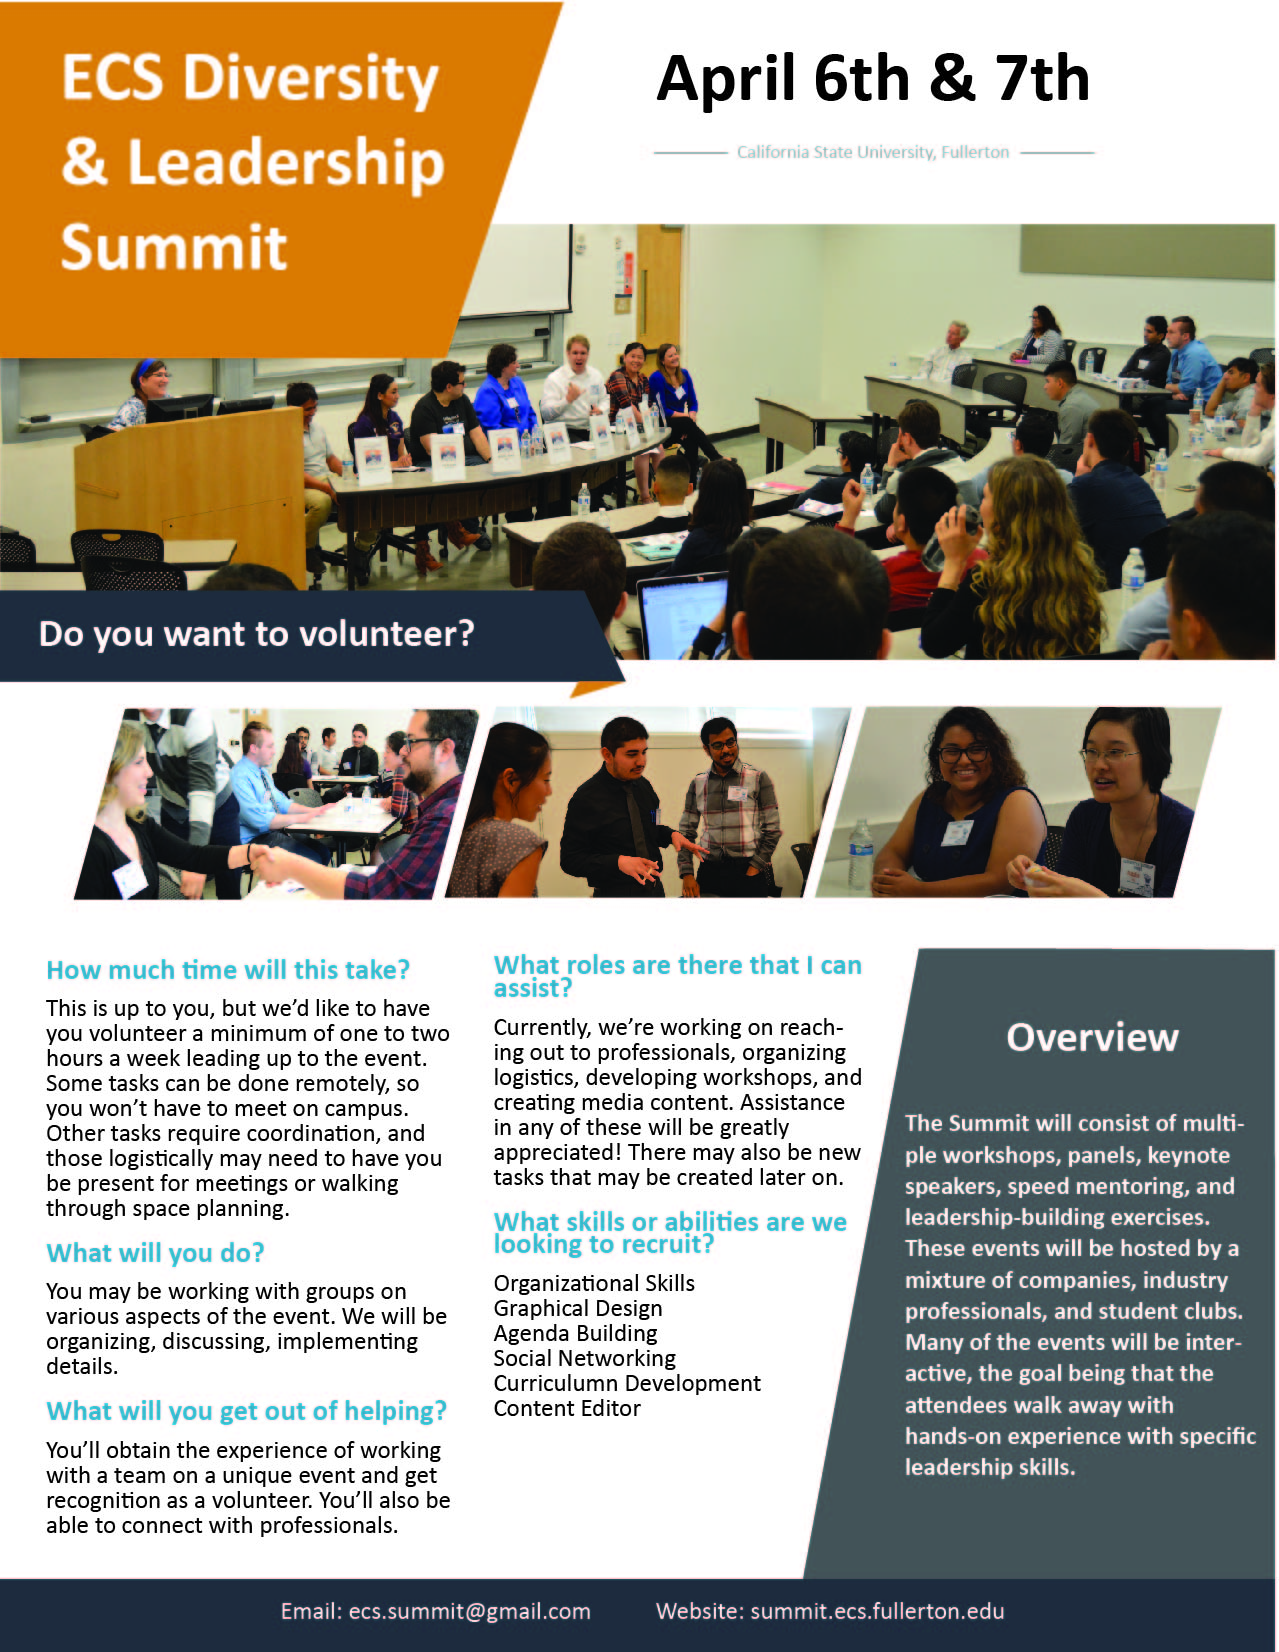 ECS Diversity
& Leadership
Summit
April 6th & 7th
California State University, Fullerton
Do you want to volunteer?
How much time will this take?
This is up to you, but we’d like to have
you volunteer a minimum of one to two
hours a week leading up to the event.
Some tasks can be done remotely, so
you won’t have to meet on campus.
Other tasks require coordination, and
those logistically may need to have you
be present for meetings or walking
through space planning.
What will you do?
You may be working with groups on
various aspects of the event. We will be
organizing, discussing, implementing
details.
What will you get out of helping?
You’ll obtain the experience of working
with a team on a unique event and get
recognition as a volunteer. You’ll also be
able to connect with professionals.
What roles are there that I can
assist?
Currently, we’re working on reach-
ing out to professionals, organizing
logistics, developing workshops, and
creating media content. Assistance
in any of these will be greatly
appreciated! There may also be new
tasks that may be created later on.
What skills or abilities are we
looking to recruit?
Organizational Skills
Graphical Design
Agenda Building
Social Networking
Curriculumn Development
Content Editor
Overview
The Summit will consist of multi-
ple workshops, panels, keynote
speakers, speed mentoring, and
leadership-building exercises.
These events will be hosted by a
mixture of companies, industry
professionals, and student clubs.
Many of the events will be inter-
active, the goal being that the
attendees walk away with
hands-on experience with specific
leadership skills.
Email: ecs.summit@gmail.com
Website: summit.ecs.fullerton.edu